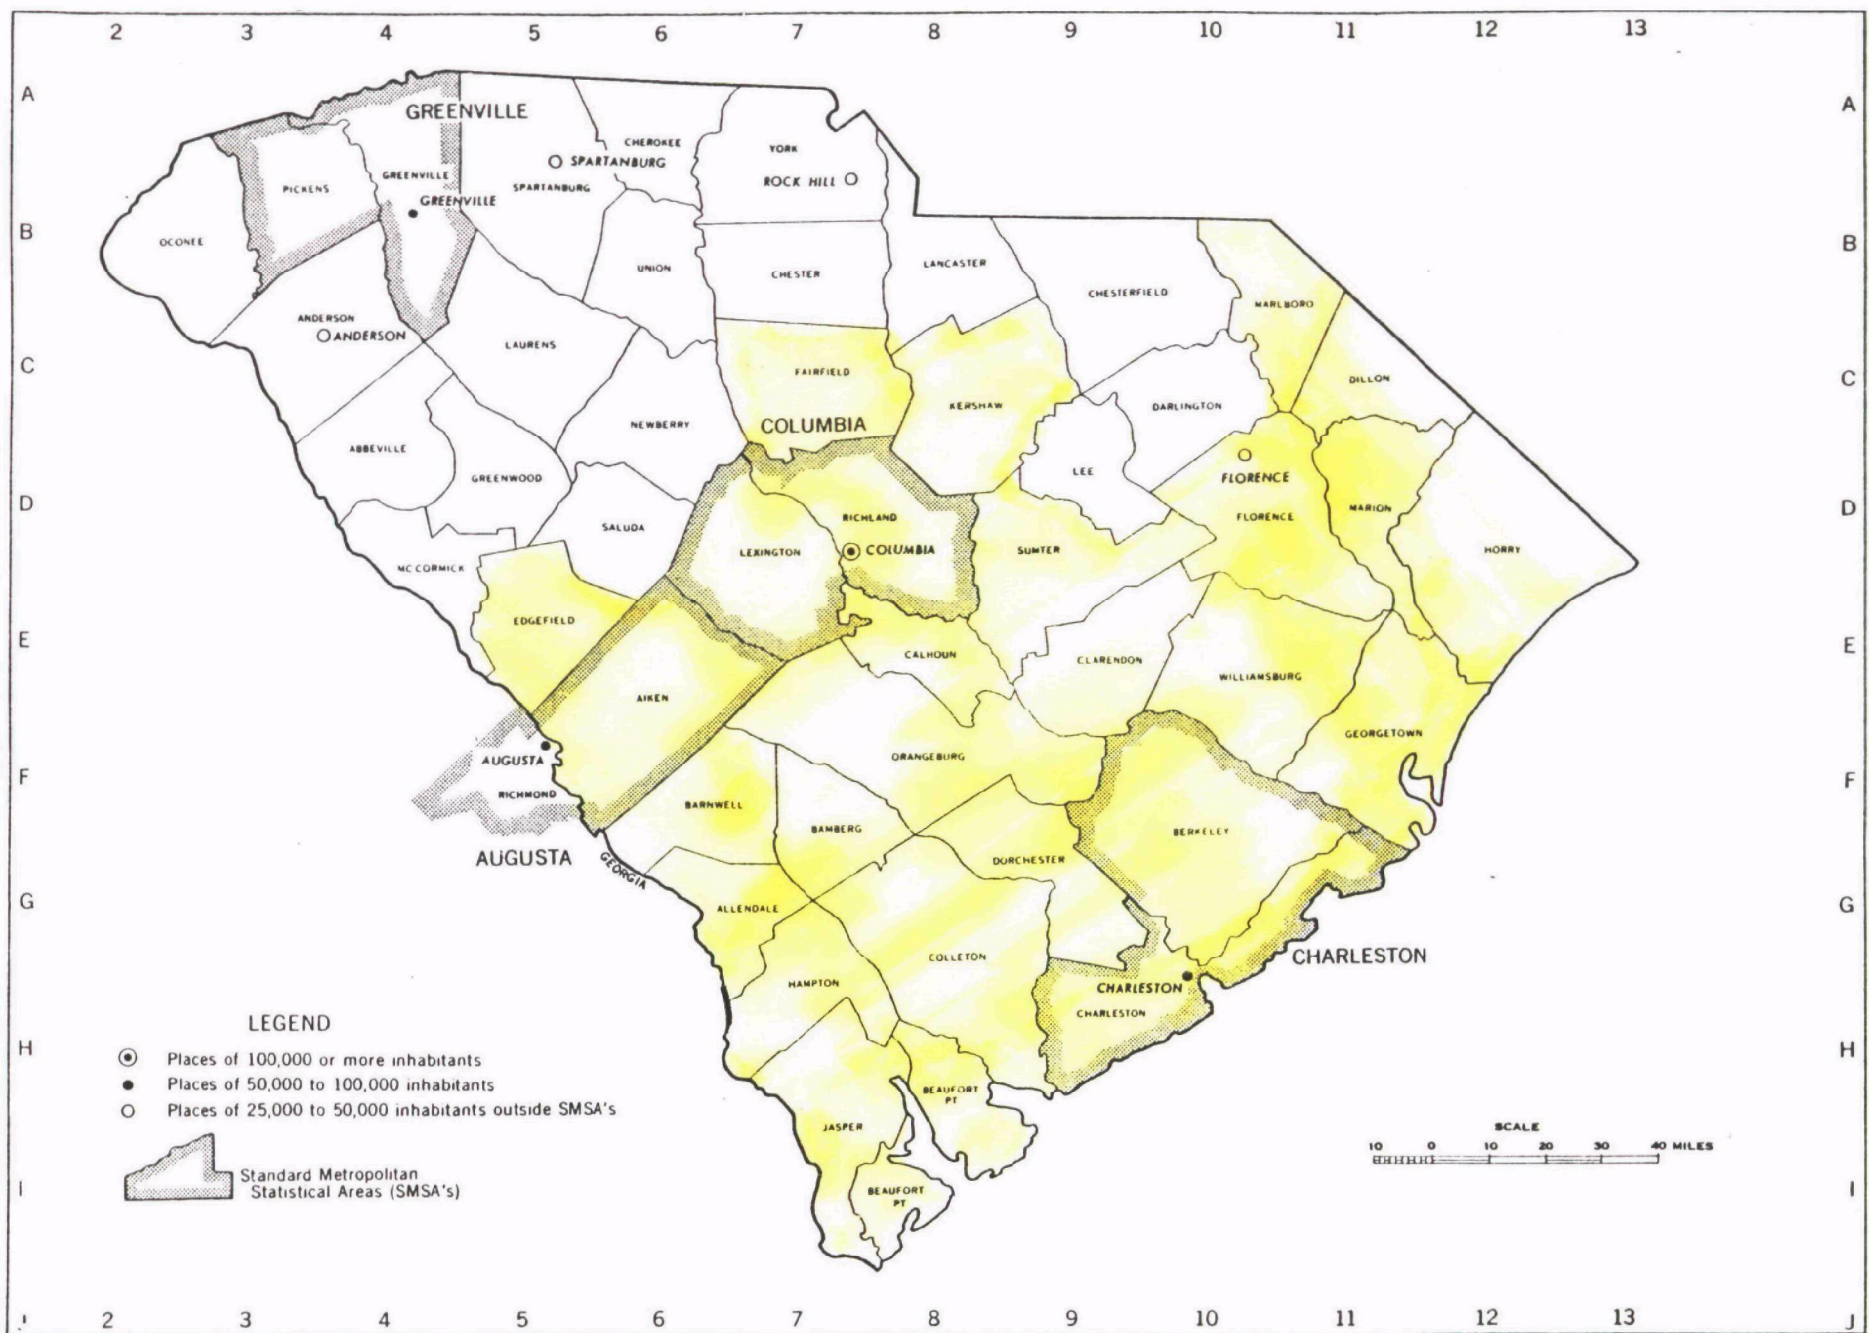 2 3 4 5 6 7 8 9 10 11 12 13
A A
GREENVILLE
CHEROKEE
YORK
SPARTANBURG
ROCK HILL
PICKENS
GREENVILLE
SPARTANBURG
GREENVILLE
B B
OCONEE
UNION
CHESTER
LANCASTER
CHESTERFIELD
MARLBORO
ANDERSON
ANDERSON
LAURENS
C C
FAIRFIELD
DILLON
KERSHAW
DARLINGTON
NEWBERRY
COLUMBIA
ABBEVILLE
GREENWOOD
LEE
FLORENCE
D D
SALUDA
RICHLAND
FLORENCE
MARION
LEXINGTON
COLUMBIA
SUMTER
HORRY
MC CORMICK
EDGEFIELD
E E
CALHOUN
CLARENDON
WILLIAMSBURG
AIKEN
GEORGETOWN
AUGUSTA
ORANGEBURG
F F
RICHMOND
BARNWELL
BAMBERG
BERKELEY
AUGUSTA
GEORGIA
DORCHESTER
G G
ALLENDALE
COLLETON
CHARLESTON
HAMPTON
CHARLESTON
CHARLESTON
LEGEND
H H
Places of 100,000 or more inhabitants
Places of 50,000 to 100,000 inhabitants
Places of 25,000 to 50,000 inhabitants outside SMSA's
BEAUFORT
PT
JASPER
SCALE
10 0 10 20 30 40 MILES
Standard Metropolitan
Statistical Areas (SMSA's)
I I
BEAUFORT
PT
J 2 3 4 5 6 7 8 9 10 11 12 13 J